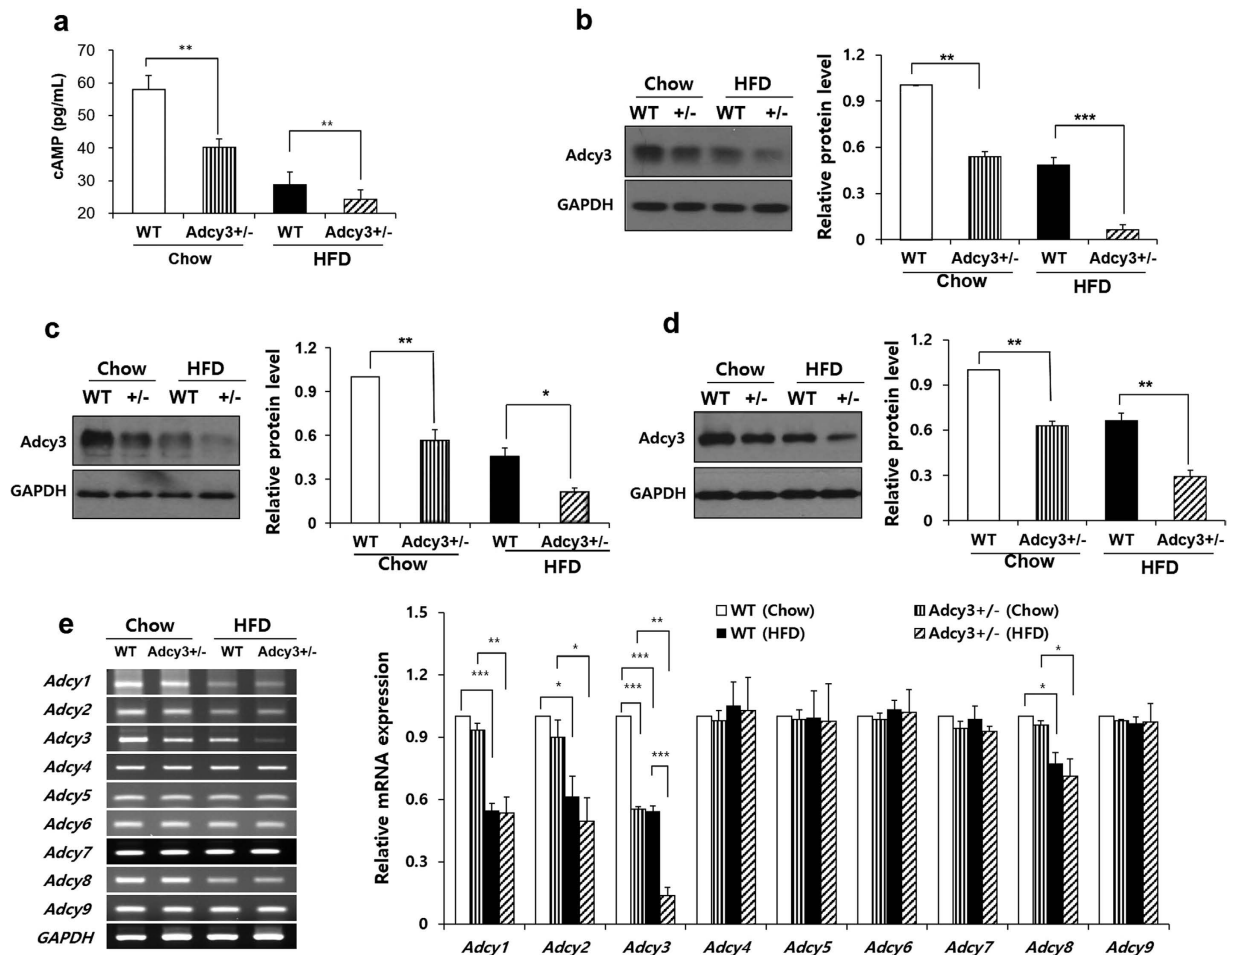 a
cAMP (pg/mL)
70
60
50
40
30
20
**
**
WT Adcy3+/- WT Adcy3+/-
Chow HFD
b
Chow HFD
WT +/- WT +/-
Adcy3
GAPDH
Relative protein level
1.2
0.9
0.6
0.3
0
**
***
WT Adcy3+/- WT Adcy3+/-
Chow HFD
c
Chow HFD
WT +/- WT +/-
Adcy3
GAPDH
Relative protein level
1.2
0.9
0.6
0.3
0
**
*
WT Adcy3+/- WT Adcy3+/-
Chow HFD
d
Chow HFD
WT +/- WT +/-
Adcy3
GAPDH
Relative protein level
1.2
0.9
0.6
0.3
0
**
**
WT Adcy3+/- WT Adcy3+/-
Chow HFD
e
Chow HFD
WT Adcy3+/- WT Adcy3+/-
Adcy1
Adcy2
Adcy3
Adcy4
Adcy5
Adcy6
Adcy7
Adcy8
Adcy9
GAPDH
Relative mRNA expression
1.5
1.2
0.9
0.6
0.3
0
WT (Chow) Adcy3+/- (Chow)
WT (HFD) Adcy3+/- (HFD)
**
***
*
*
**
***
***
***
*
*
Adcy1 Adcy2 Adcy3 Adcy4 Adcy5 Adcy6 Adcy7 Adcy8 Adcy9